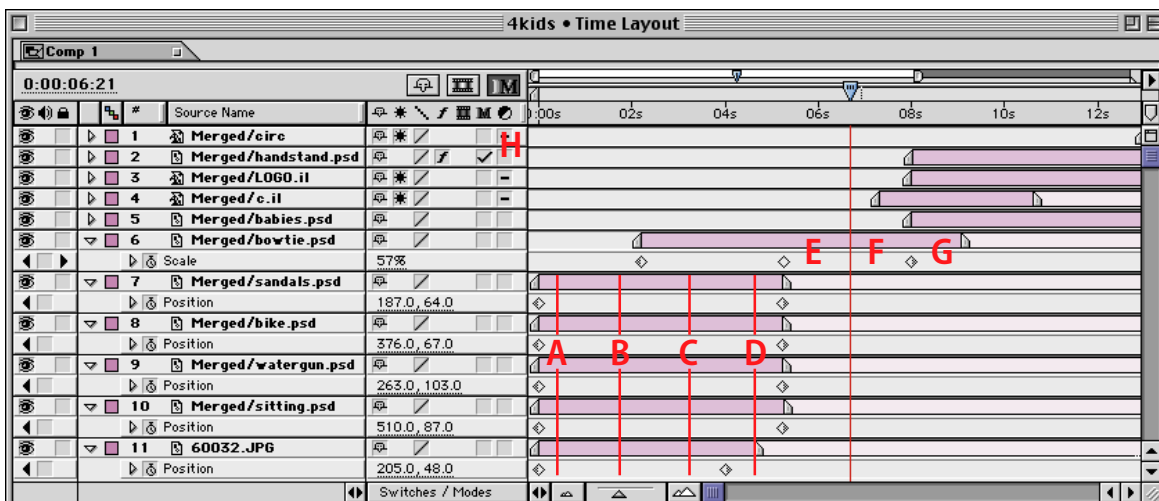 4kids • Time Layout
Comp 1
0:00:06:21
# Source Name M :00s 02s 04s 06s 08s 10s 12s
1 Merged/circ H
2 Merged/handstand.psd f
3 Merged/LOGO.il
4 Merged/c.il
5 Merged/babies.psd
6 Merged/bowtie.psd
Scale 57% E F G
7 Merged/sandals.psd
Position 187.0, 64.0
8 Merged/bike.psd
Position 376.0, 67.0 A B C D
9 Merged/watergun.psd
Position 263.0, 103.0
10 Merged/sitting.psd
Position 510.0, 87.0
11 60032.JPG
Position 205.0, 48.0
Switches / Modes